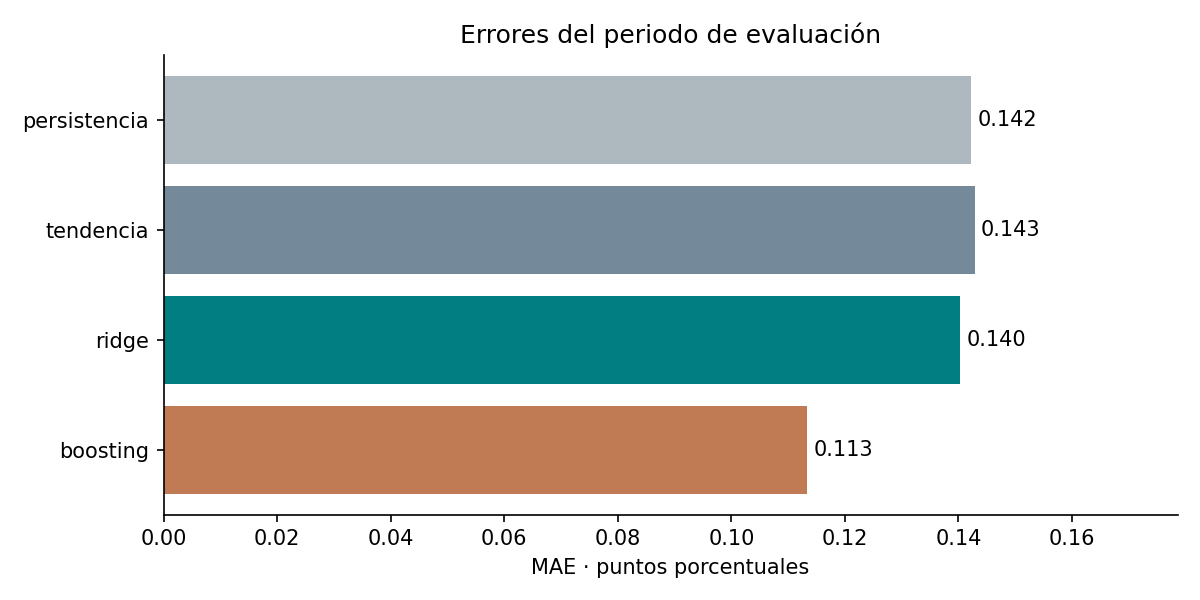 Errores del periodo de evaluación
persistencia
0.142
tendencia
0.143
ridge
0.140
boosting
0.113
0.00 0.02 0.04 0.06 0.08 0.10 0.12 0.14 0.16
MAE · puntos porcentuales